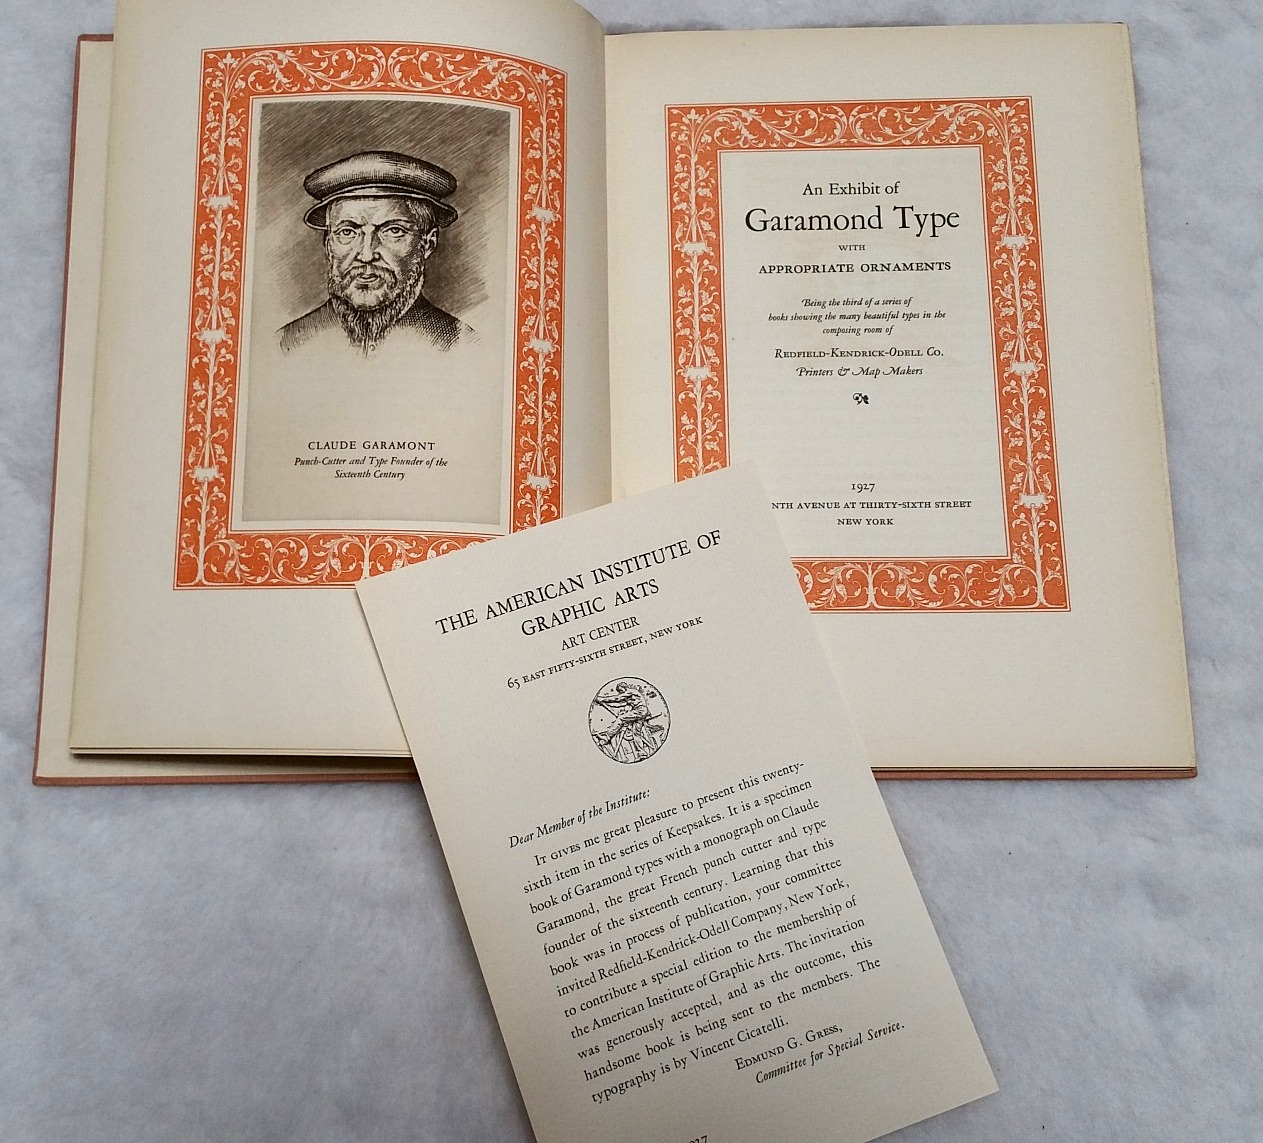 CLAUDE GARAMONT
Punch-Cutter and Type Founder of the
Sixteenth Century
An Exhibit of
Garamond Type
WITH
APPROPRIATE ORNAMENTS
Being the third of a series of
books showing the many beautiful types in the
composing room of
REDFIELD-KENDRICK-ODELL CO.
Printers & Map Makers
1927
AVENUE AT THIRTY-SIXTH STREET
NEW YORK
THE AMERICAN INSTITUTE OF
GRAPHIC ARTS
ART CENTER
65 EAST FIFTY-SIXTH STREET, NEW YORK
Dear Member of the Institute:
IT GIVES me great pleasure to present this twenty-
sixth item in the series of Keepsakes. It is a specimen
book of Garamond types with a monograph on Claude
Garamond, the great French punch cutter and type
founder of the sixteenth century. Learning that this
book was in process of publication, your committee
invited Redfield-Kendrick-Odell Company, New York,
to contribute a special edition to the membership of
the American Institute of Graphic Arts. The invitation
was generously accepted, and as the outcome, this
handsome book is being sent to the members. The
typography is by Vincent Cicatelli.
EDMUND G. GRESS,
Committee for Special Service.